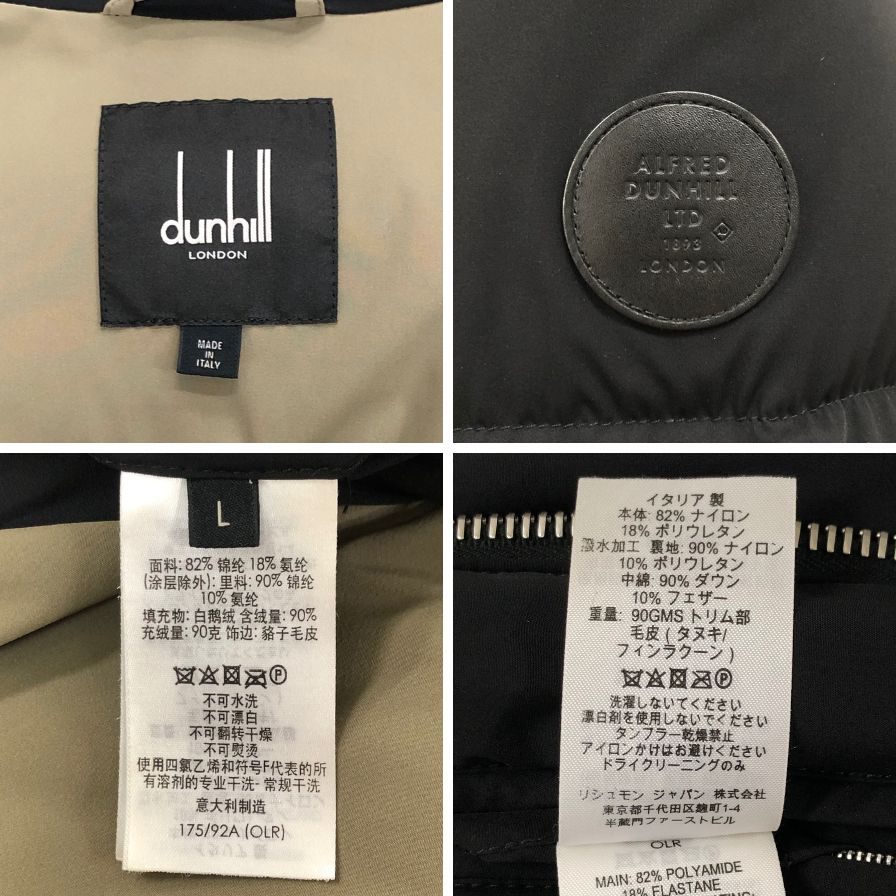 dunhill
LONDON
MADE
IN
ITALY
ALFRED
DUNHILL
LTD
1893
LONDON
L
面料: 82% 锦纶 18% 氨纶
(涂层除外): 里料: 90% 锦纶
10% 氨纶
填充物: 白鹅绒 含绒量: 90%
充绒量: 90克 饰边: 貉子毛皮
不可水洗
不可漂白
不可翻转干燥
不可熨烫
使用四氯乙烯和符号F代表的所
有溶剂的专业干洗- 常规干洗
意大利制造
175/92A (OLR)
イタリア 製
本体: 82% ナイロン
18% ポリウレタン
撥水加工 裏地: 90% ナイロン
10% ポリウレタン
中綿: 90% ダウン
10% フェザー
重量: 90GMS トリム部
毛皮 ( タヌキ/
フィンラクーン )
洗濯しないでください
漂白剤を使用しないでください
タンブラー乾燥禁止
アイロンかけはお避けください
ドライクリーニングのみ
リシュモン ジャパン 株式会社
東京都千代田区麹町1-4
半蔵門ファーストビル
OLR
MAIN: 82% POLYAMIDE
18% ELASTANE